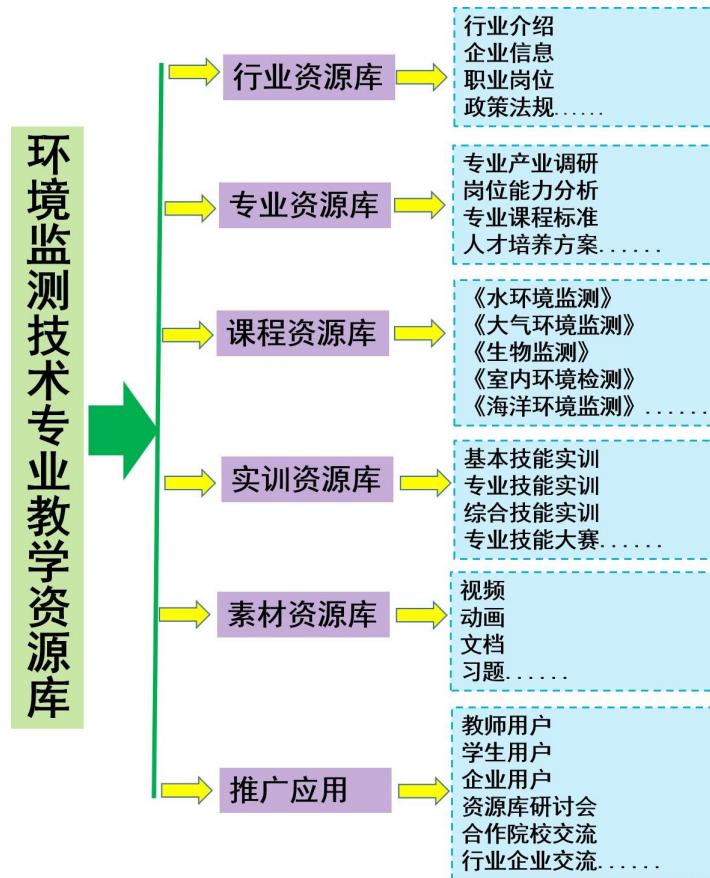 环境监测技术专业教学资源库
行业资源库
行业介绍
企业信息
职业岗位
政策法规......
专业资源库
专业产业调研
岗位能力分析
专业课程标准
人才培养方案......
课程资源库
《水环境监测》
《大气环境监测》
《生物监测》
《室内环境检测》
《海洋环境监测》......
实训资源库
基本技能实训
专业技能实训
综合技能实训
专业技能大赛......
素材资源库
视频
动画
文档
习题......
推广应用
教师用户
学生用户
企业用户
资源库研讨会
合作院校交流
行业企业交流......